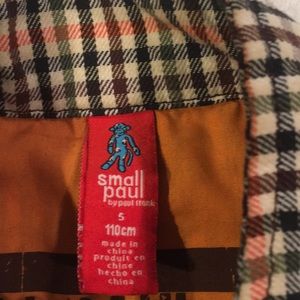 small
paul
by paul frank
5
110cm
made in
china
produit en
chine
hecho en
china